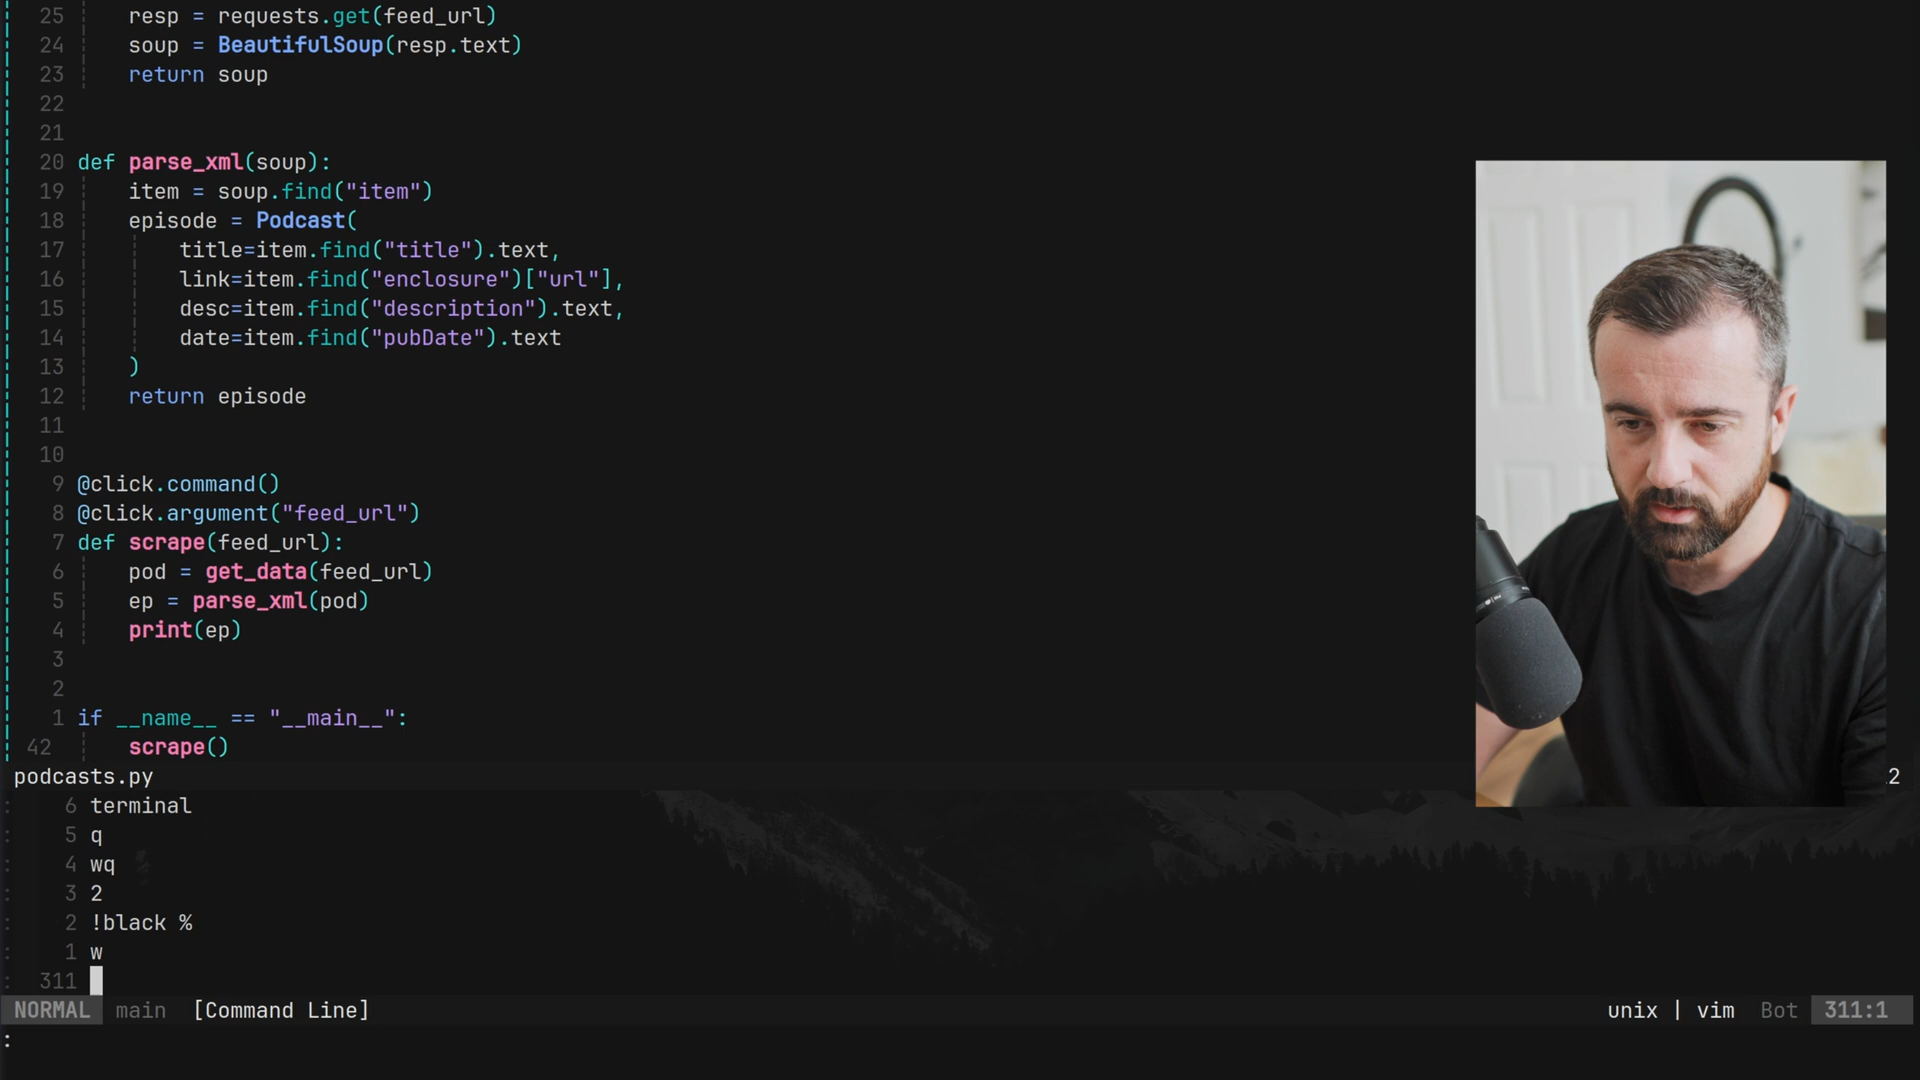 25 resp = requests.get(feed_url)
24 soup = BeautifulSoup(resp.text)
23 return soup
22
21
20 def parse_xml(soup):
19 item = soup.find("item")
18 episode = Podcast(
17 title=item.find("title").text,
16 link=item.find("enclosure")["url"],
15 desc=item.find("description").text,
14 date=item.find("pubDate").text
13 )
12 return episode
11
10
9 @click.command()
8 @click.argument("feed_url")
7 def scrape(feed_url):
6 pod = get_data(feed_url)
5 ep = parse_xml(pod)
4 print(ep)
3
2
1 if __name__ == "__main__":
42 scrape()
podcasts.py 2
: 6 terminal
: 5 q
: 4 wq
: 3 2
: 2 !black %
: 1 w
: 311
NORMAL main [Command Line] unix | vim Bot 311:1
: